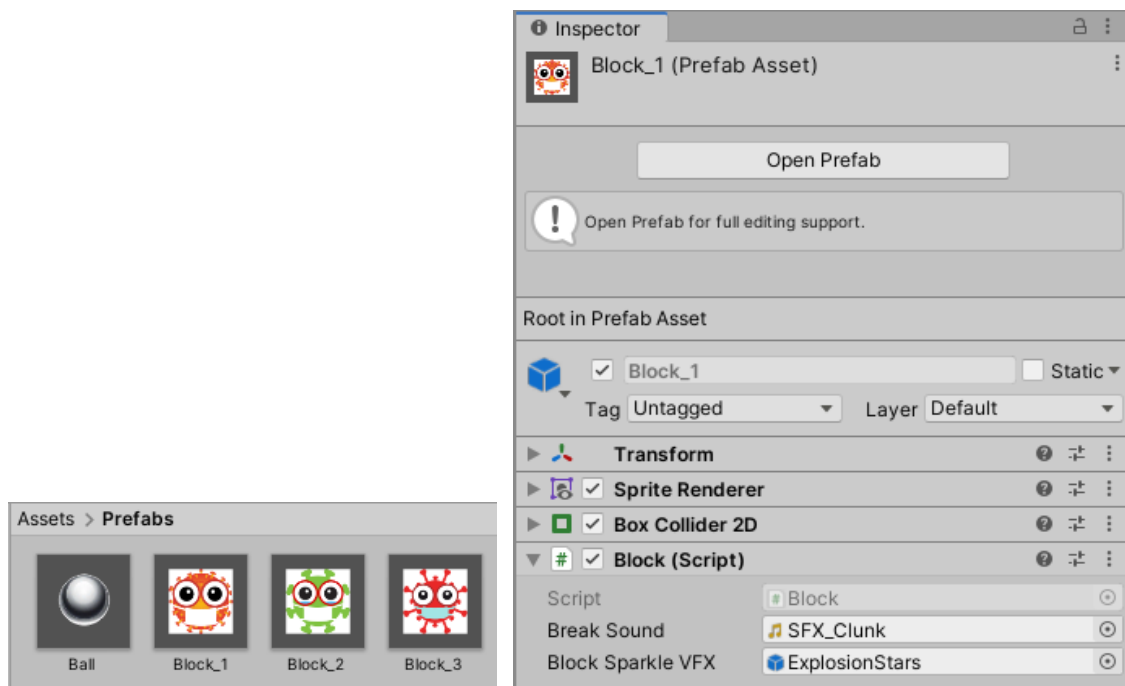 Assets > Prefabs
Ball
Block_1
Block_2
Block_3
Inspector
Block_1 (Prefab Asset)
Open Prefab
Open Prefab for full editing support.
Root in Prefab Asset
Block_1
Static
Tag Untagged Layer Default
Transform
Sprite Renderer
Box Collider 2D
# Block (Script)
Script # Block
Break Sound SFX_Clunk
Block Sparkle VFX ExplosionStars